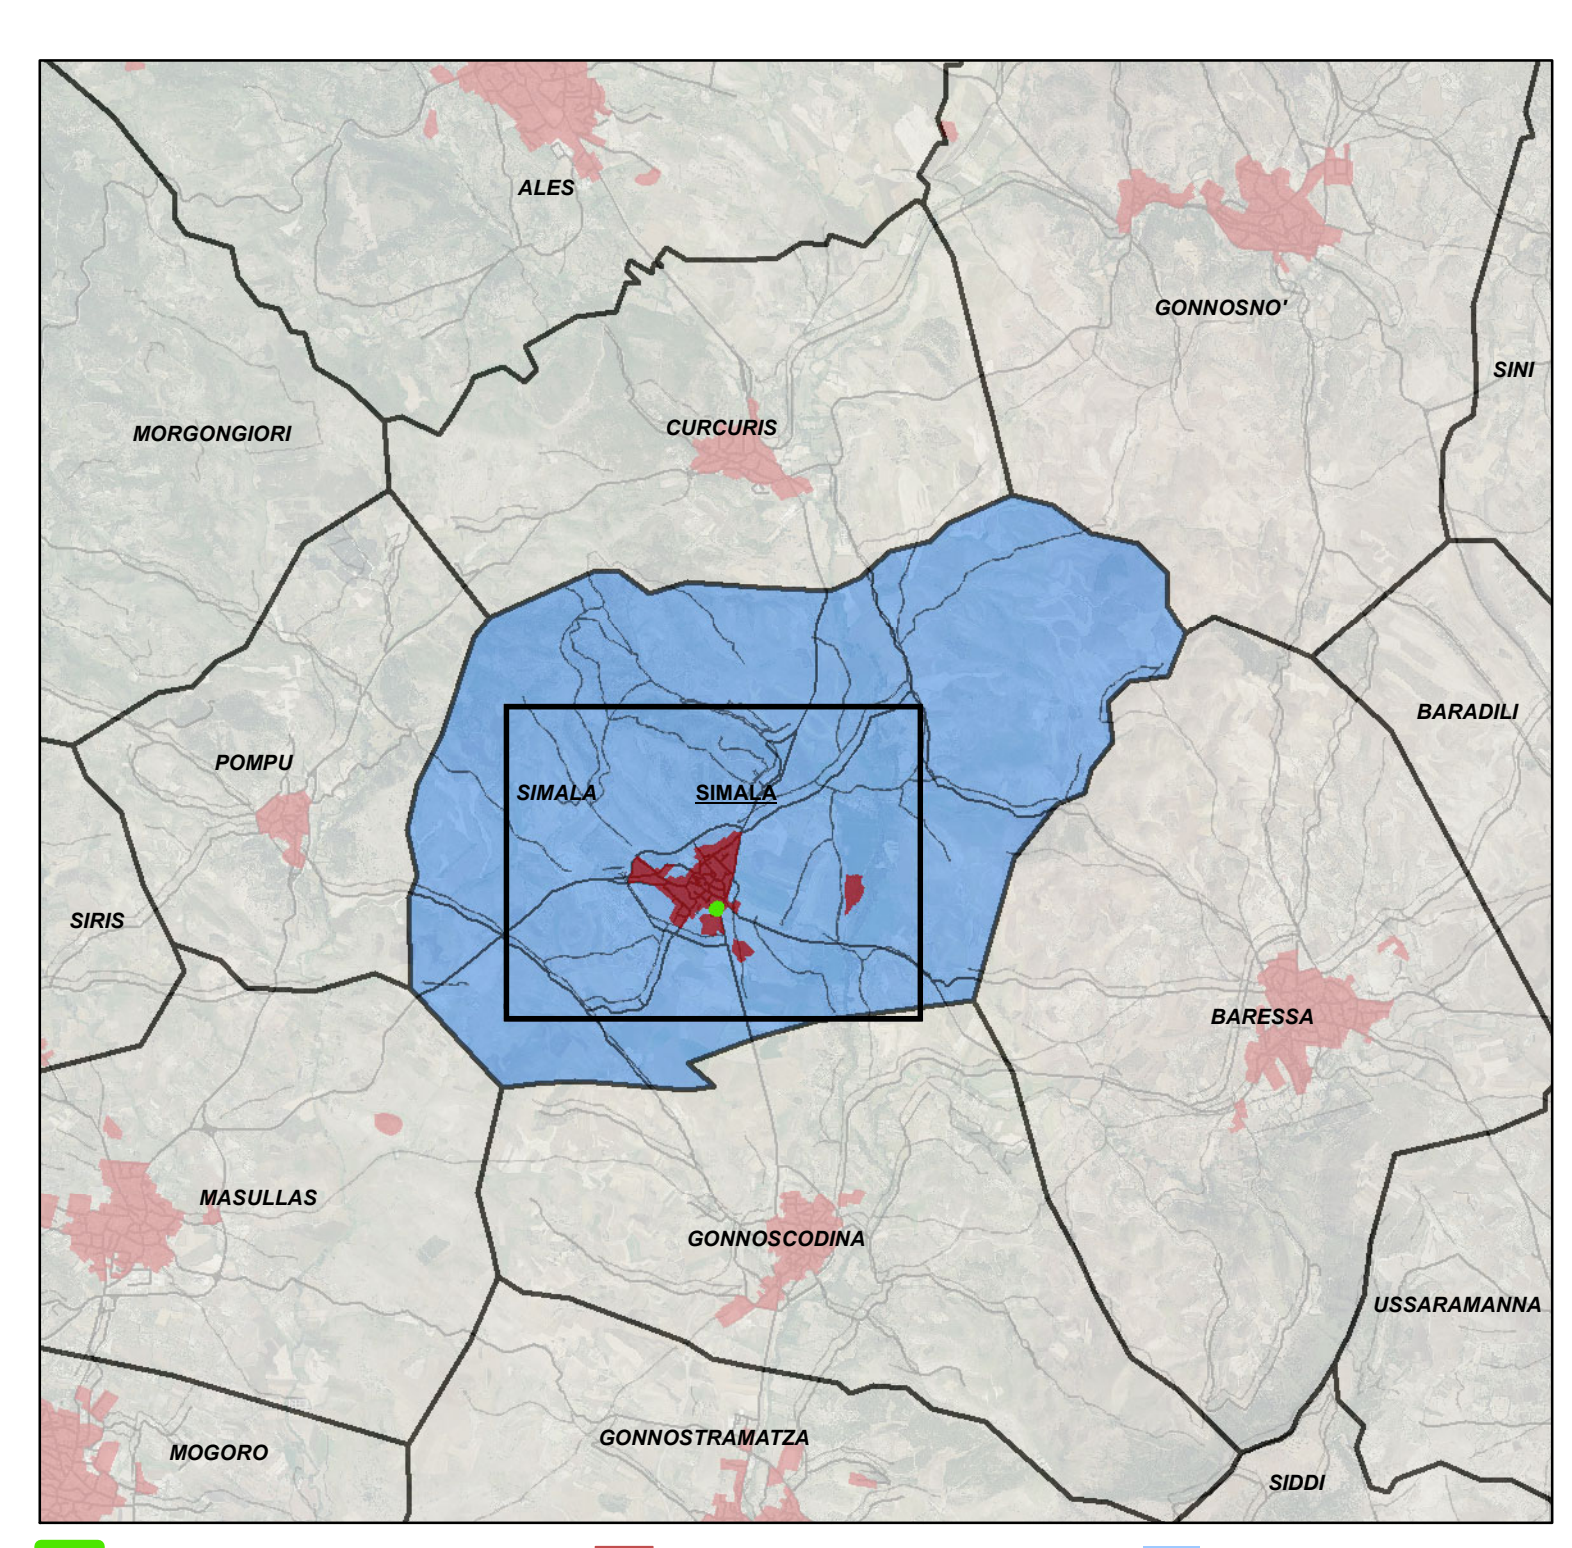 ALES
GONNOSNO'
SINI
MORGONGIORI
CURCURIS
BARADILI
POMPU
SIMALA
SIMALA
SIRIS
BARESSA
MASULLAS
GONNOSCODINA
USSARAMANNA
GONNOSTRAMATZA
MOGORO
SIDDI